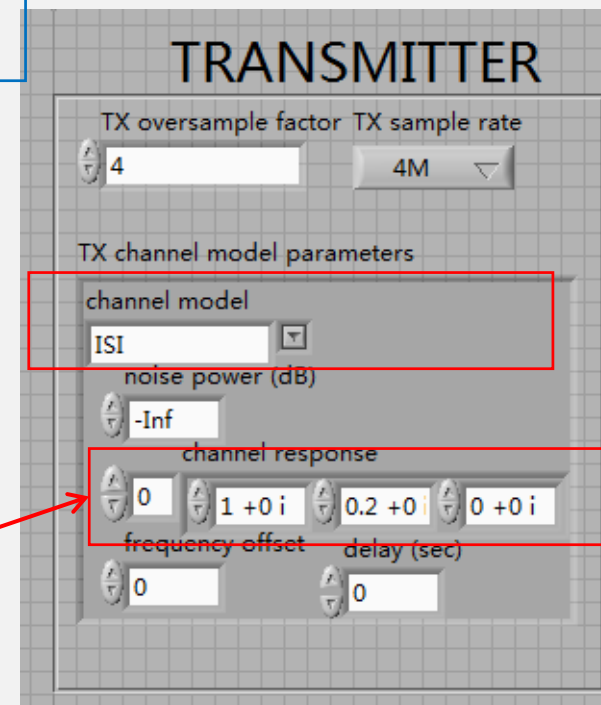 TRANSMITTER
TX oversample factor TX sample rate
4 4M
TX channel model parameters
channel model
ISI
noise power (dB)
-Inf
channel response
0 1 +0 i 0.2 +0 i 0 +0 i
frequency offset delay (sec)
0 0